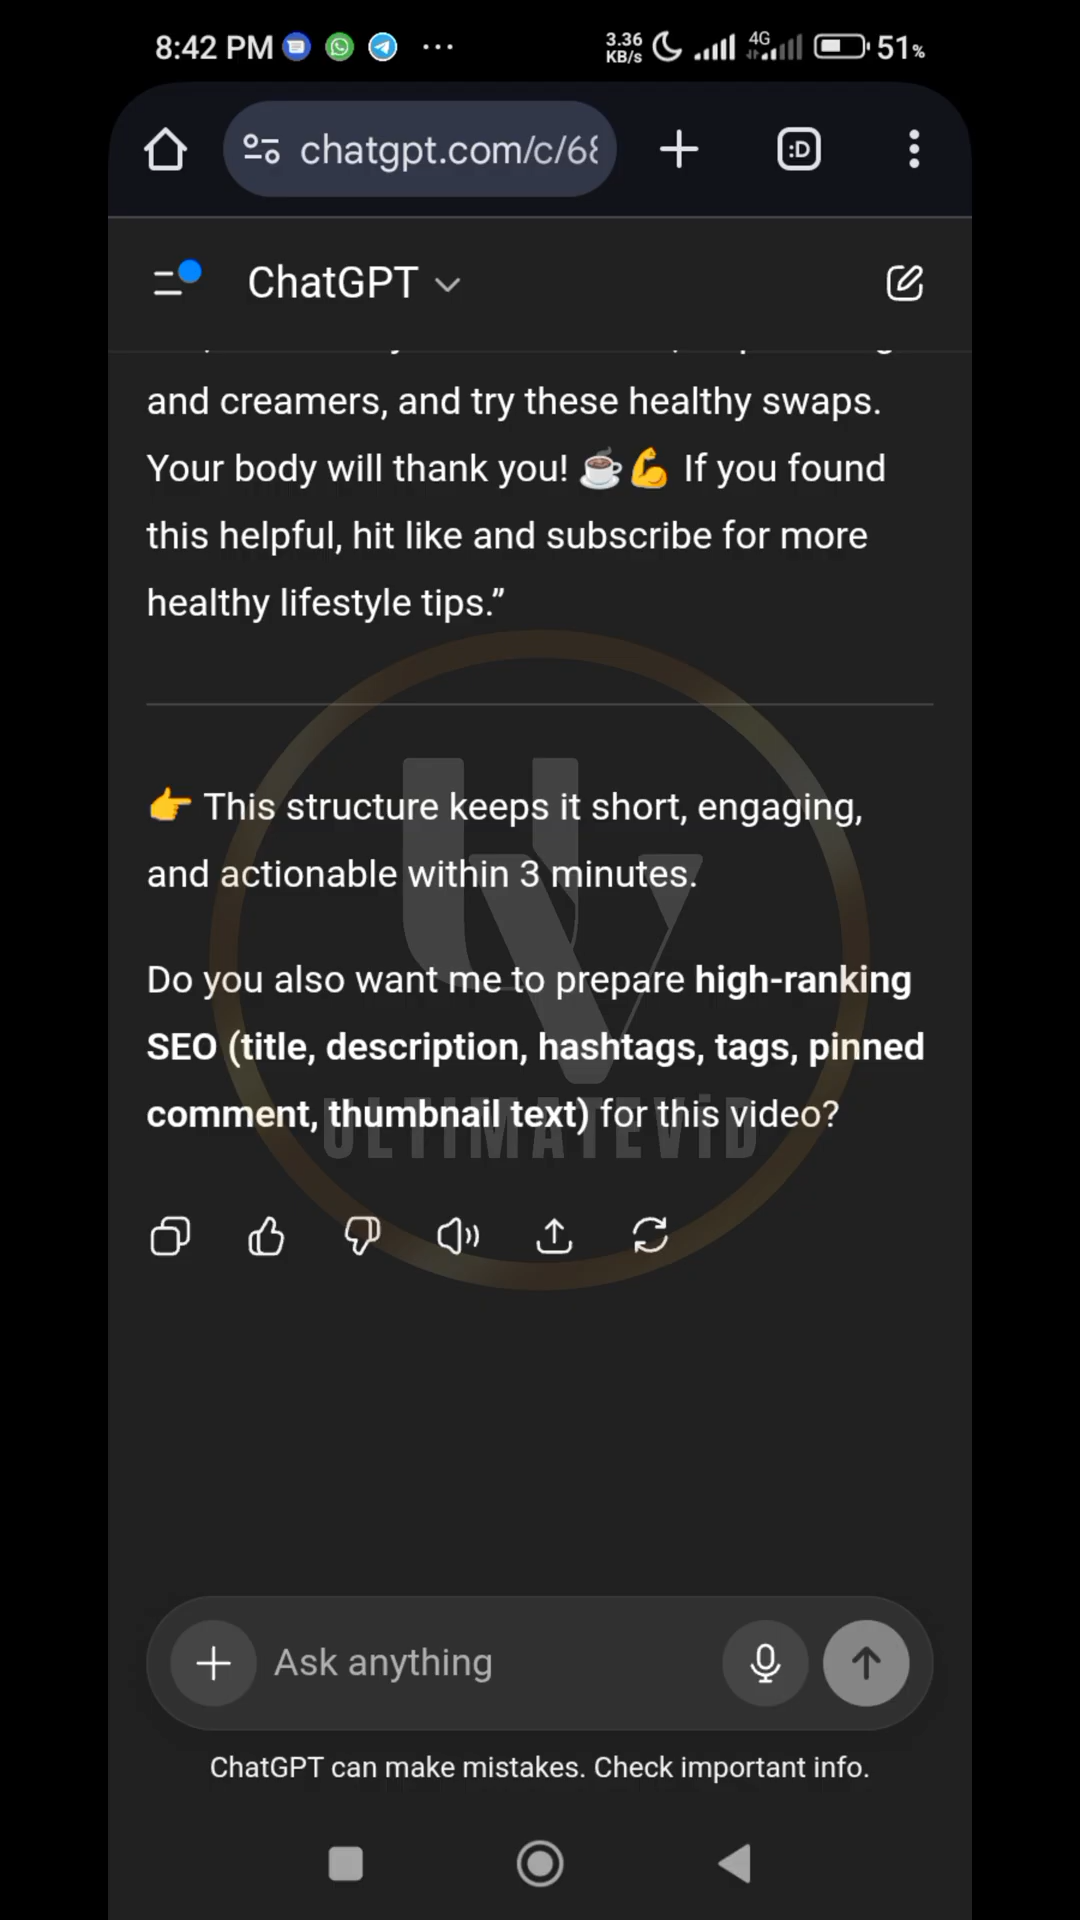 8:42 PM
3.36 KB/s
4G
51%
:D
chatgpt.com/c/68
ChatGPT
and creamers, and try these healthy swaps.
Your body will thank you! ☕💪 If you found
this helpful, hit like and subscribe for more
healthy lifestyle tips.”
👉 This structure keeps it short, engaging,
and actionable within 3 minutes.
Do you also want me to prepare high-ranking
SEO (title, description, hashtags, tags, pinned
comment, thumbnail text) for this video?
ULTIMATEViD
Ask anything
ChatGPT can make mistakes. Check important info.